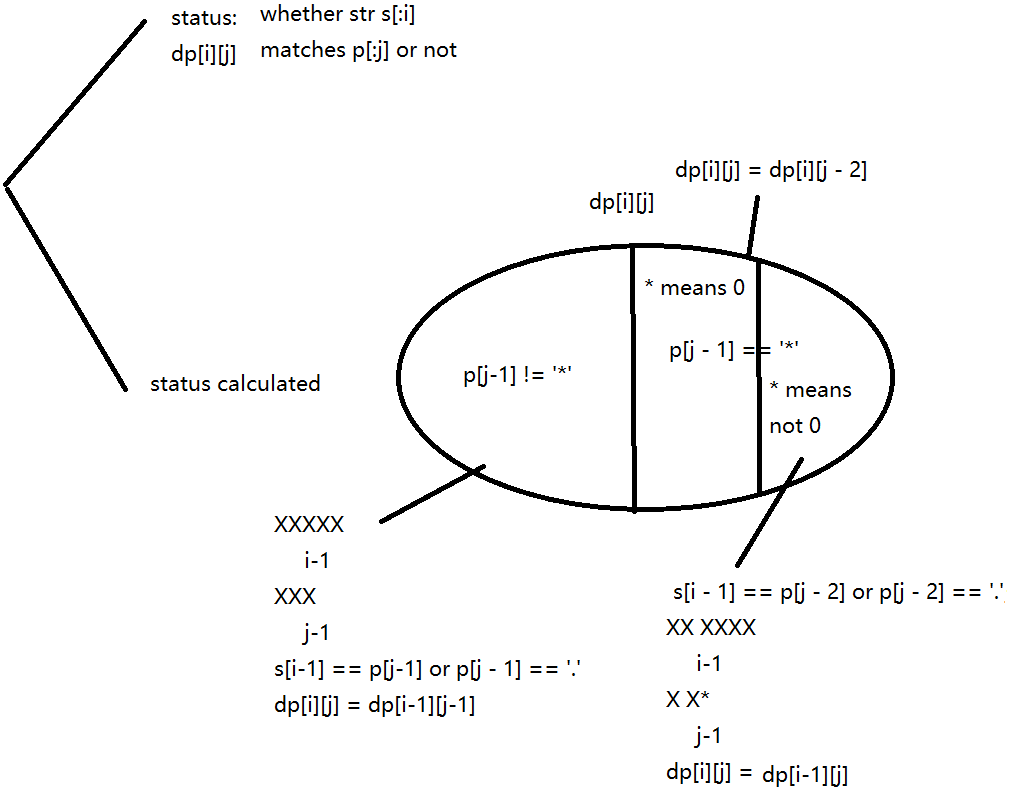 status: whether str s[:i]
dp[i][j] matches p[:j] or not
dp[i][j] = dp[i][j - 2]
dp[i][j]
* means 0
p[j - 1] == '*'
p[j-1] != '*'
status calculated
* means
not 0
XXXXX
i-1
XXX
j-1
s[i-1] == p[j-1] or p[j - 1] == '.'
dp[i][j] = dp[i-1][j-1]
s[i - 1] == p[j - 2] or p[j - 2] == '.'
XX XXXX
i-1
X X*
j-1
dp[i][j] = dp[i-1][j]